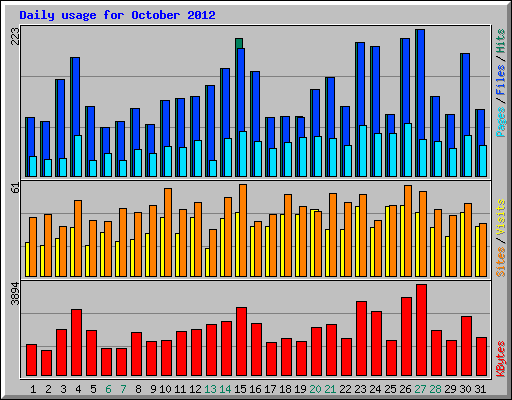 Daily usage for October 2012
223
Pages / Files / Hits
61
Sites / Visits
3894
KBytes
1 2 3 4 5 6 7 8 9 10 11 12 13 14 15 16 17 18 19 20 21 22 23 24 25 26 27 28 29 30 31